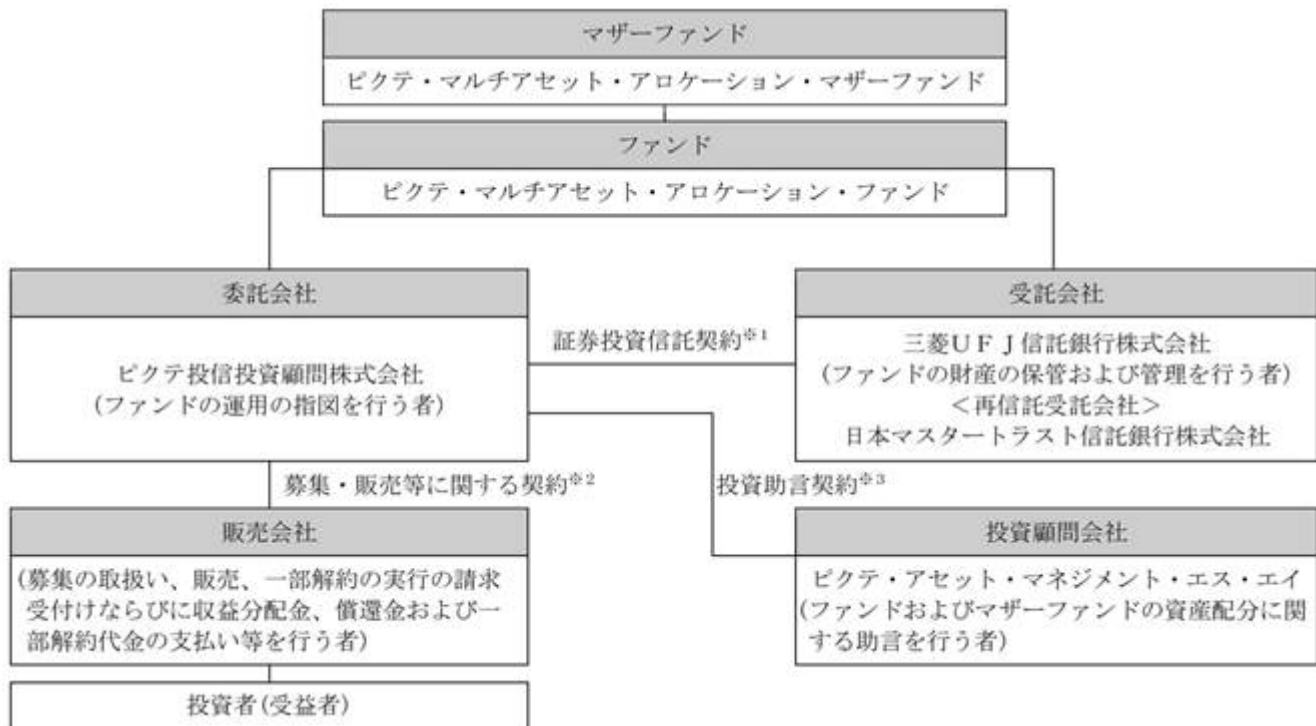 マザーファンド
ピクテ・マルチアセット・アロケーション・マザーファンド
ファンド
ピクテ・マルチアセット・アロケーション・ファンド
委託会社
ピクテ投信投資顧問株式会社
(ファンドの運用の指図を行う者)
証券投資信託契約※1
受託会社
三菱UFJ信託銀行株式会社
(ファンドの財産の保管および管理を行う者)
<再信託受託会社>
日本マスタートラスト信託銀行株式会社
募集・販売等に関する契約※2
投資助言契約※3
販売会社
(募集の取扱い、販売、一部解約の実行の請求
受付けならびに収益分配金、償還金および一
部解約代金の支払い等を行う者)
投資顧問会社
ピクテ・アセット・マネジメント・エス・エイ
(ファンドおよびマザーファンドの資産配分に関
する助言を行う者)
投資者(受益者)